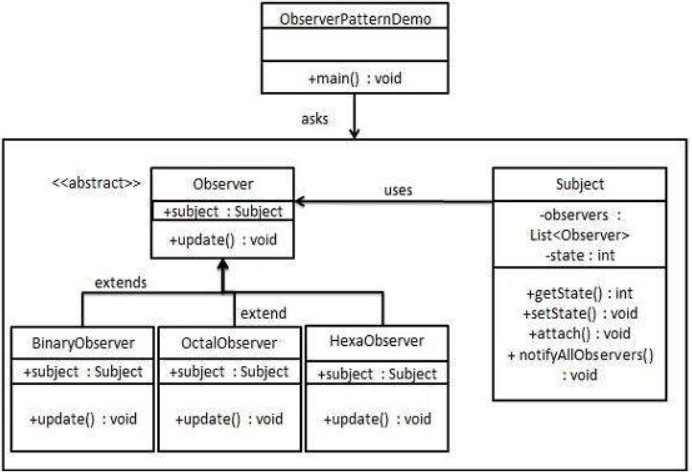 ObserverPatternDemo
+main() : void
asks
<<abstract>>
Observer
+subject : Subject
+update() : void
uses
Subject
-observers :
List<Observer>
-state : int
+getState() : int
+setState() : void
+attach() : void
+ notifyAllObservers()
: void
extends
extend
BinaryObserver
+subject : Subject
+update() : void
OctalObserver
+subject : Subject
+update() : void
HexaObserver
+subject : Subject
+update() : void